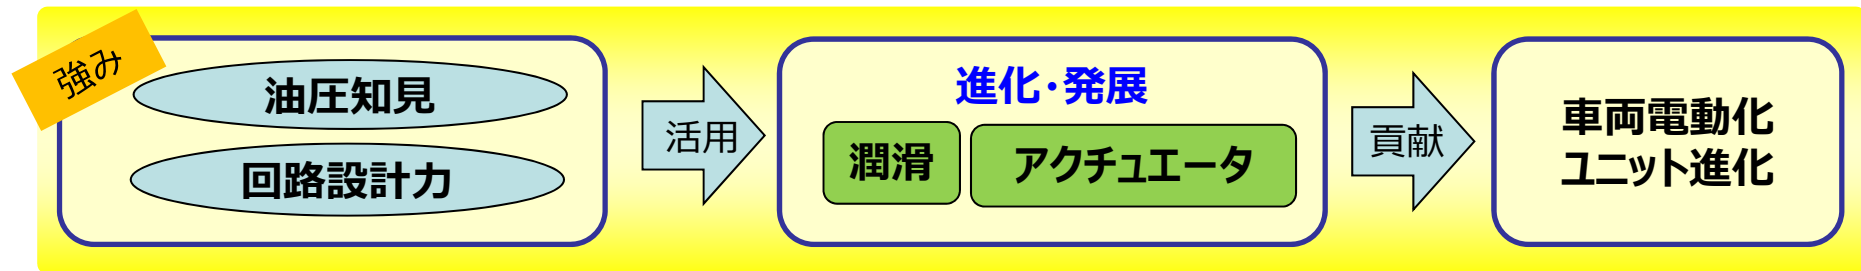 強み
油圧知見
回路設計力
活用
進化･発展
潤滑
アクチュエータ
貢献
車両電動化
ユニット進化